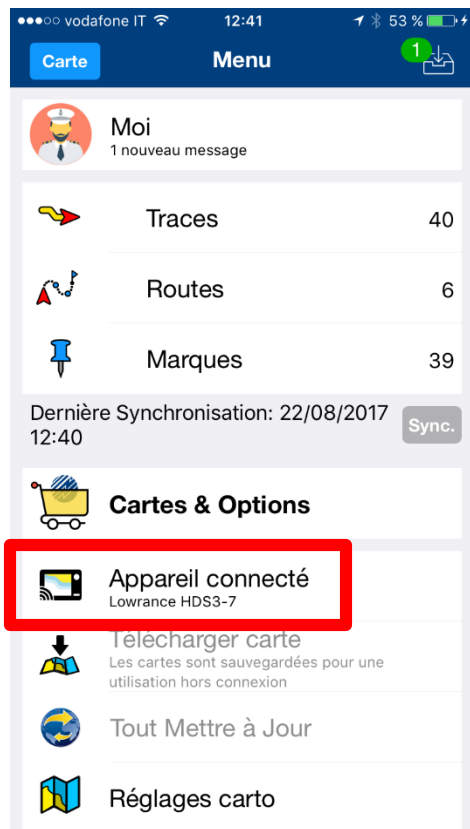 vodafone IT 12:41 53 %
Carte Menu 1
Moi
1 nouveau message
Traces 40
Routes 6
Marques 39
Dernière Synchronisation: 22/08/2017
12:40
Sync.
Cartes & Options
Appareil connecté
Lowrance HDS3-7
Télécharger carte
Les cartes sont sauvegardées pour une
utilisation hors connexion
Tout Mettre à Jour
Réglages carto